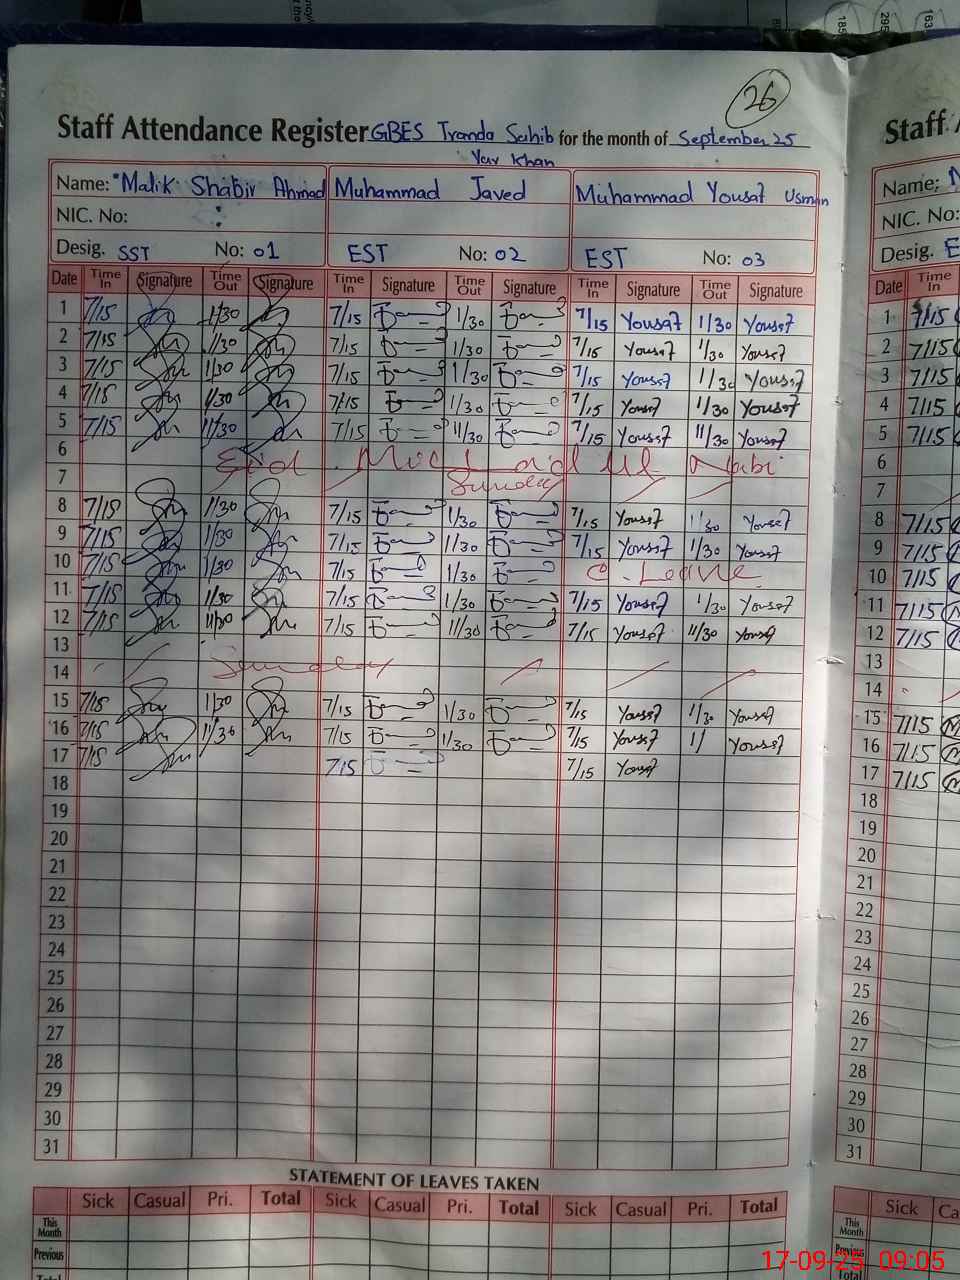 26
Staff Attendance Register GBES Tranda Saihib for the month of September 25
Yar Khan
Name: Malik Shabir Ahmad Muhammad Javed Muhammad Yousaf Usman
NIC. No:
Desig. SST No: 01 EST No: 02 EST No: 03
Date Time In Signature Time Out Signature Time In Signature Time Out Signature Time In Signature Time Out Signature
1 7/15 1/30 7/15 1/30 7/15 Yousaf 1/30 Yousaf
2 7/15 1/30 7/15 1/30 7/15 Yousaf 1/30 Yousaf
3 7/15 1/30 7/15 1/30 7/15 Yousaf 1/30 Yousaf
4 7/15 1/30 7/15 1/30 7/15 Yousaf 1/30 Yousaf
5 7/15 11/30 7/15 11/30 7/15 Yousaf 11/30 Yousaf
6 Eid Milad ul Nabi
7 Sunday
8 7/15 1/30 7/15 1/30 7/15 Yousaf 1/30 Yousaf
9 7/15 1/30 7/15 1/30 7/15 Yousaf 1/30 Yousaf
10 7/15 1/30 7/15 1/30 C. Leave
11 7/15 1/30 7/15 1/30 7/15 Yousaf 1/30 Yousaf
12 7/15 11/30 7/15 11/30 7/15 Yousaf 11/30 Yousaf
13
14 Sunday
15 7/15 1/30 7/15 1/30 7/15 Yousaf 1/30 Yousaf
16 7/15 1/30 7/15 1/30 7/15 Yousaf 1/ Yousaf
17 7/15 7/15 7/15 Yousaf
18
19
20
21
22
23
24
25
26
27
28
29
30
31
STATEMENT OF LEAVES TAKEN
Sick Casual Pri. Total Sick Casual Pri. Total Sick Casual Pri. Total
This Month
Previous
Total
Staff
Name:
NIC. No:
Desig. E
Date Time In
1 7/15
2 7/15
3 7/15
4 7/15
5 7/15
6
7
8 7/15
9 7/15
10 7/15
11 7/15
12 7/15
13
14
15 7/15
16 7/15
17 7/15
18
19
20
21
22
23
24
25
26
27
28
29
30
31
Sick Ca
This Month
Previous
Total
17-09-25 09:05